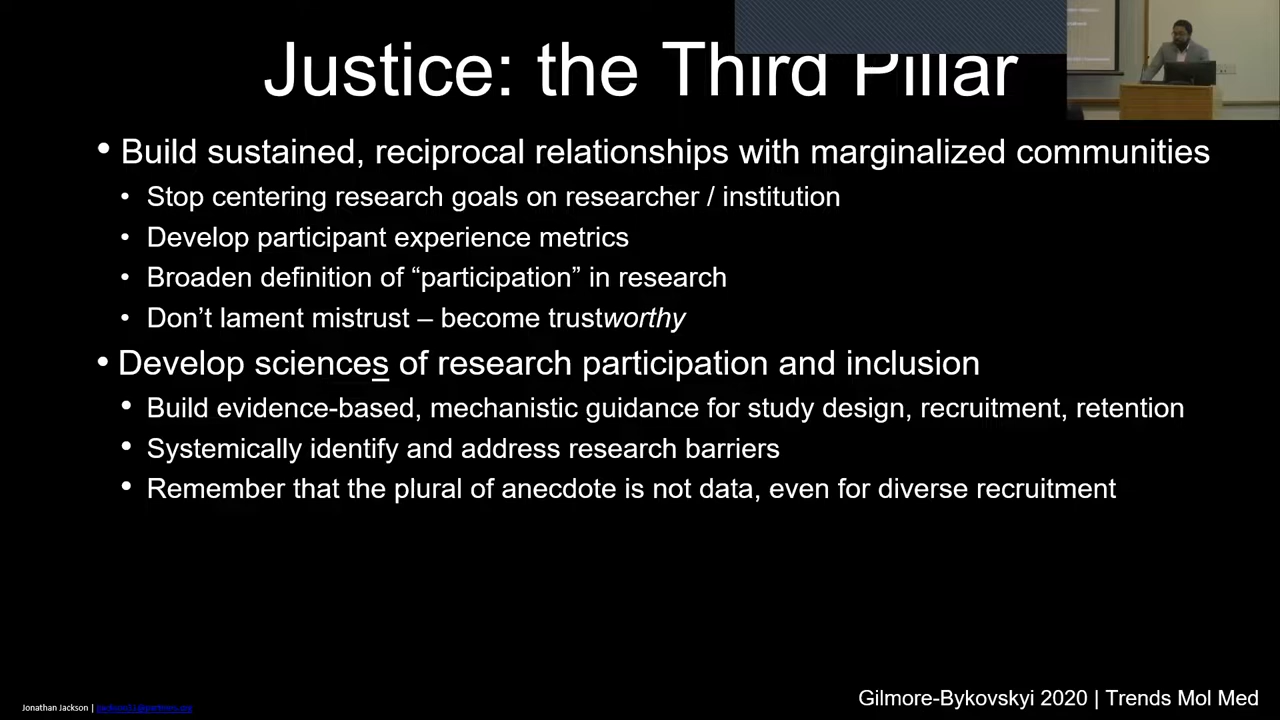 Justice: the Third Pillar
• Build sustained, reciprocal relationships with marginalized communities
• Stop centering research goals on researcher / institution
• Develop participant experience metrics
• Broaden definition of “participation” in research
• Don’t lament mistrust – become trustworthy
• Develop sciences of research participation and inclusion
• Build evidence-based, mechanistic guidance for study design, recruitment, retention
• Systemically identify and address research barriers
• Remember that the plural of anecdote is not data, even for diverse recruitment
Jonathan Jackson |
Gilmore-Bykovskyi 2020 | Trends Mol Med